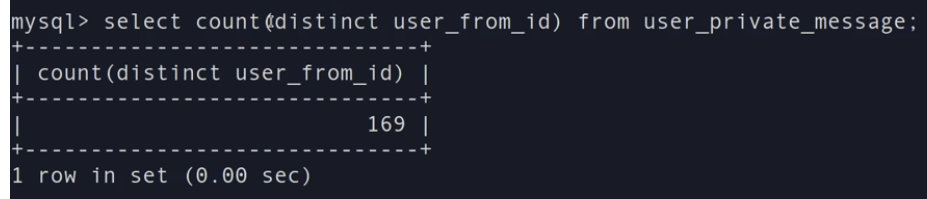 mysql> select count(distinct user_from_id) from user_private_message;
+------------------------------+
| count(distinct user_from_id) |
+------------------------------+
|                          169 |
+------------------------------+
1 row in set (0.00 sec)